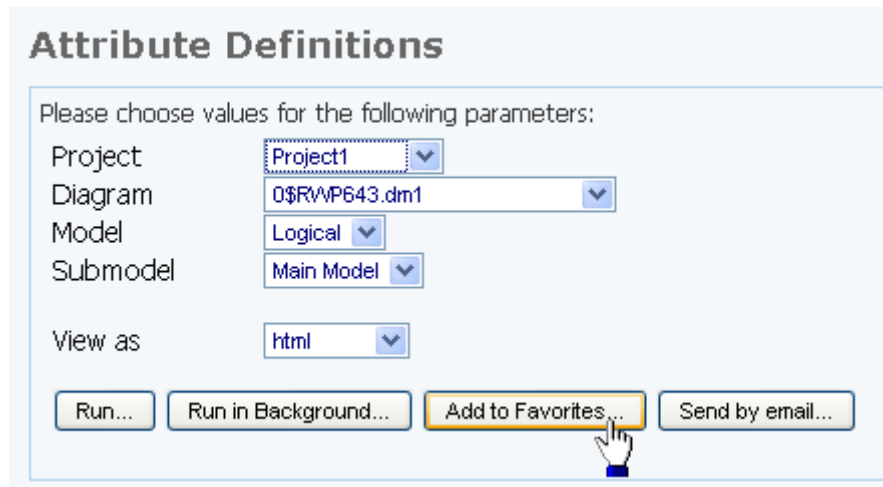 Attribute Definitions
Please choose values for the following parameters:
Project Project1
Diagram 0$RWP643.dm1
Model Logical
Submodel Main Model
View as html
Run... Run in Background... Add to Favorites... Send by email...